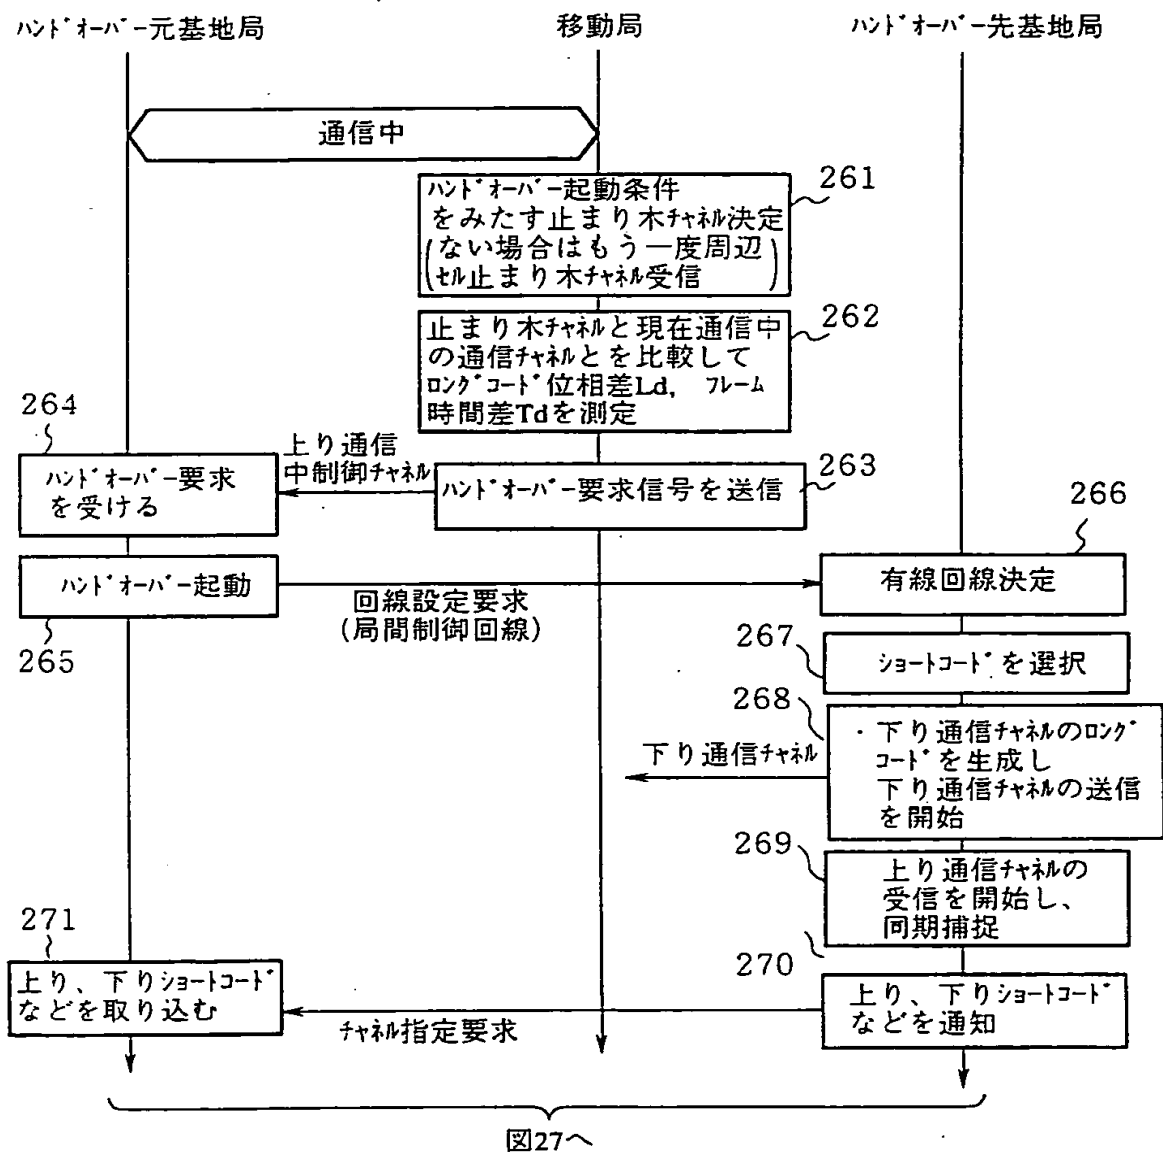 ﾊﾝﾄﾞｵｰﾊﾞｰ元基地局
移動局
ﾊﾝﾄﾞｵｰﾊﾞｰ先基地局
通信中
261
ﾊﾝﾄﾞｵｰﾊﾞｰ起動条件
をみたす止まり木ﾁｬﾈﾙ決定
(ない場合はもう一度周辺
ｾﾙ止まり木ﾁｬﾈﾙ受信)
262
止まり木ﾁｬﾈﾙと現在通信中
の通信ﾁｬﾈﾙとを比較して
ﾛﾝｸﾞｺｰﾄﾞ位相差Ld, ﾌﾚｰﾑ
時間差Tdを測定
264
上り通信
中制御ﾁｬﾈﾙ
263
ﾊﾝﾄﾞｵｰﾊﾞｰ要求
を受ける
ﾊﾝﾄﾞｵｰﾊﾞｰ要求信号を送信
266
ﾊﾝﾄﾞｵｰﾊﾞｰ起動
有線回線決定
回線設定要求
(局間制御回線)
265
267
ｼｮｰﾄｺｰﾄﾞを選択
268
下り通信ﾁｬﾈﾙ
・下り通信ﾁｬﾈﾙのﾛﾝｸﾞ
ｺｰﾄﾞを生成し
下り通信ﾁｬﾈﾙの送信
を開始
269
上り通信ﾁｬﾈﾙの
受信を開始し、
同期捕捉
271
270
上り、下りｼｮｰﾄｺｰﾄﾞ
などを取り込む
上り、下りｼｮｰﾄｺｰﾄﾞ
などを通知
ﾁｬﾈﾙ指定要求
図27へ